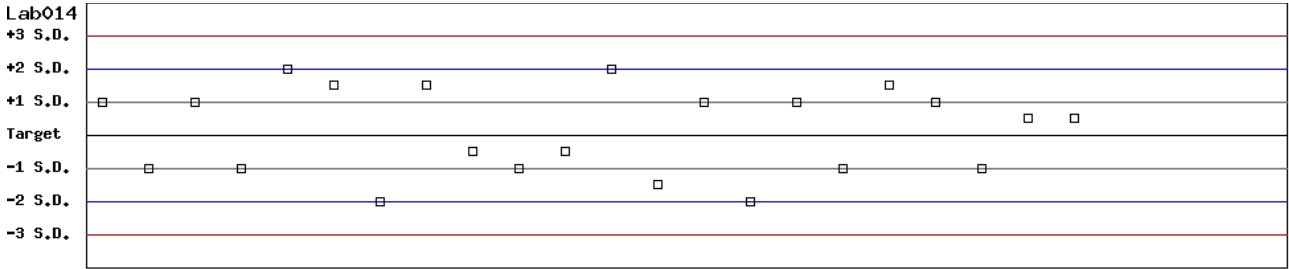 Lab014
+3 S.D.
+2 S.D.
+1 S.D.
Target
-1 S.D.
-2 S.D.
-3 S.D.